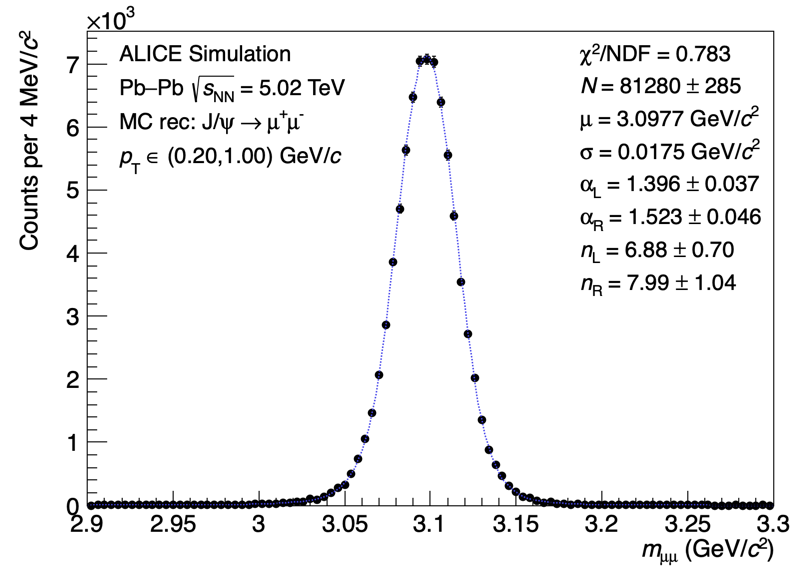 ×10³
Counts per 4 MeV/c²
ALICE Simulation
Pb–Pb √sNN = 5.02 TeV
MC rec: J/ψ → μ⁺μ⁻
pT ∈ (0.20,1.00) GeV/c
χ²/NDF = 0.783
N = 81280 ± 285
μ = 3.0977 GeV/c²
σ = 0.0175 GeV/c²
αL = 1.396 ± 0.037
αR = 1.523 ± 0.046
nL = 6.88 ± 0.70
nR = 7.99 ± 1.04
7
6
5
4
3
2
1
0
2.9 2.95 3 3.05 3.1 3.15 3.2 3.25 3.3
mμμ (GeV/c²)